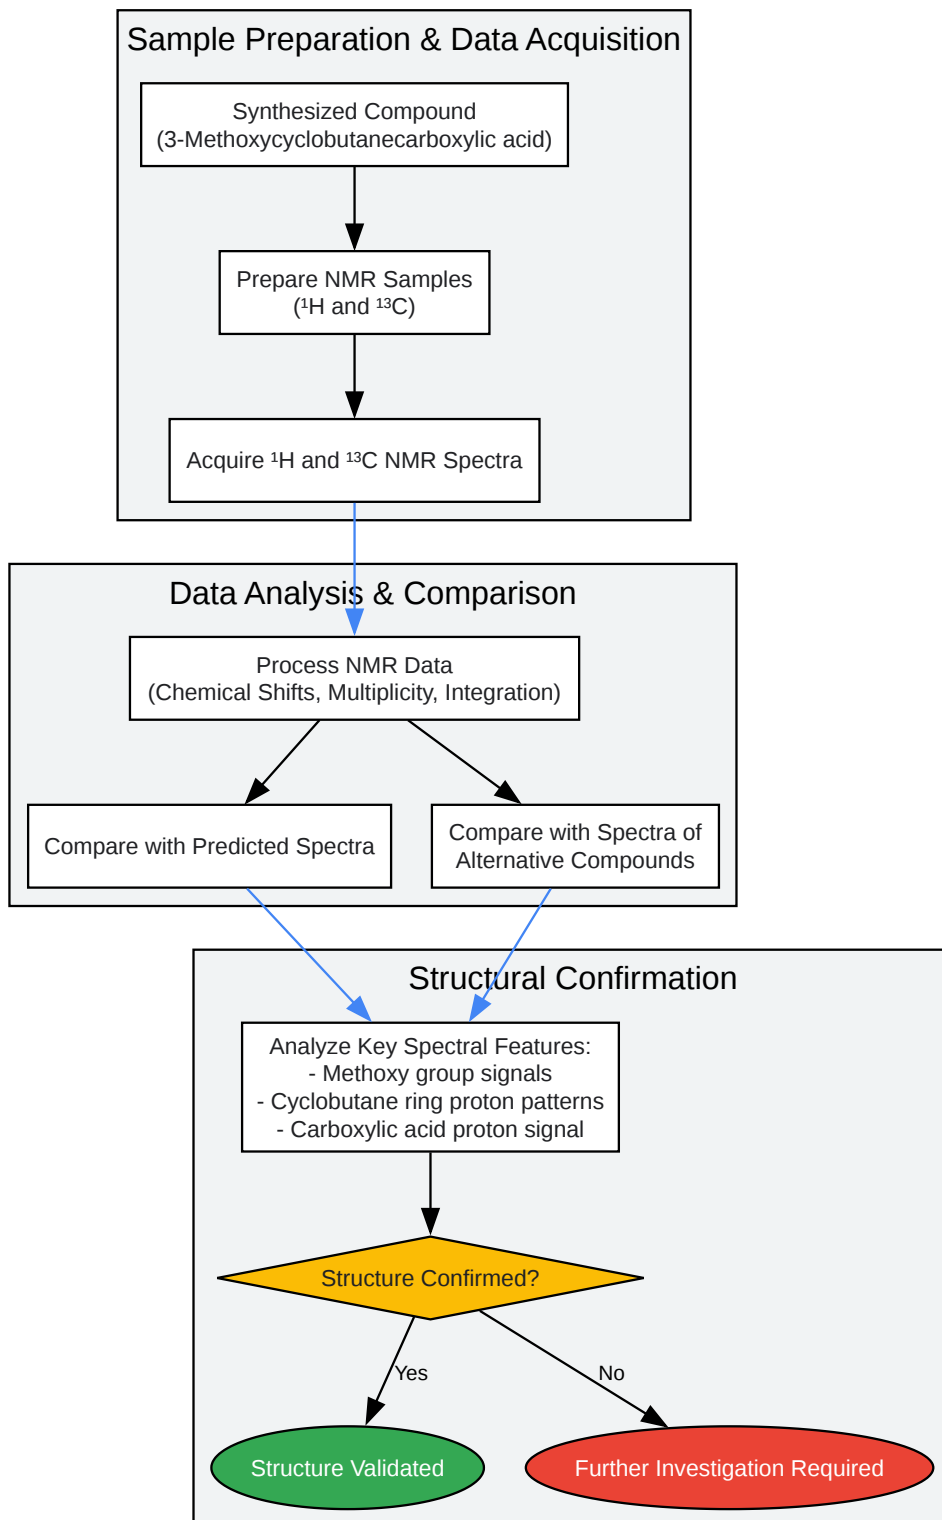 Sample Preparation & Data Acquisition
Synthesized Compound
(3-Methoxycyclobutanecarboxylic acid)
Prepare NMR Samples
(¹H and ¹³C)
Acquire ¹H and ¹³C NMR Spectra
Data Analysis & Comparison
Process NMR Data
(Chemical Shifts, Multiplicity, Integration)
Compare with Predicted Spectra
Compare with Spectra of
Alternative Compounds
Structural Confirmation
Analyze Key Spectral Features:
- Methoxy group signals
- Cyclobutane ring proton patterns
- Carboxylic acid proton signal
Structure Confirmed?
Yes
No
Structure Validated
Further Investigation Required